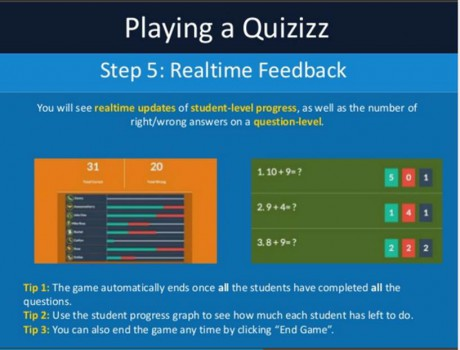 Playing a Quizizz
Step 5: Realtime Feedback
You will see realtime updates of student-level progress, as well as the number of
right/wrong answers on a question-level.
31
20
1. 10 + 9= ?
5 0 1
2. 9 + 4= ?
1 4 1
3. 8 + 9= ?
2 2 2
Tip 1: The game automatically ends once all the students have completed all the
questions.
Tip 2: Use the student progress graph to see how much each student has left to do.
Tip 3: You can also end the game any time by clicking “End Game”.